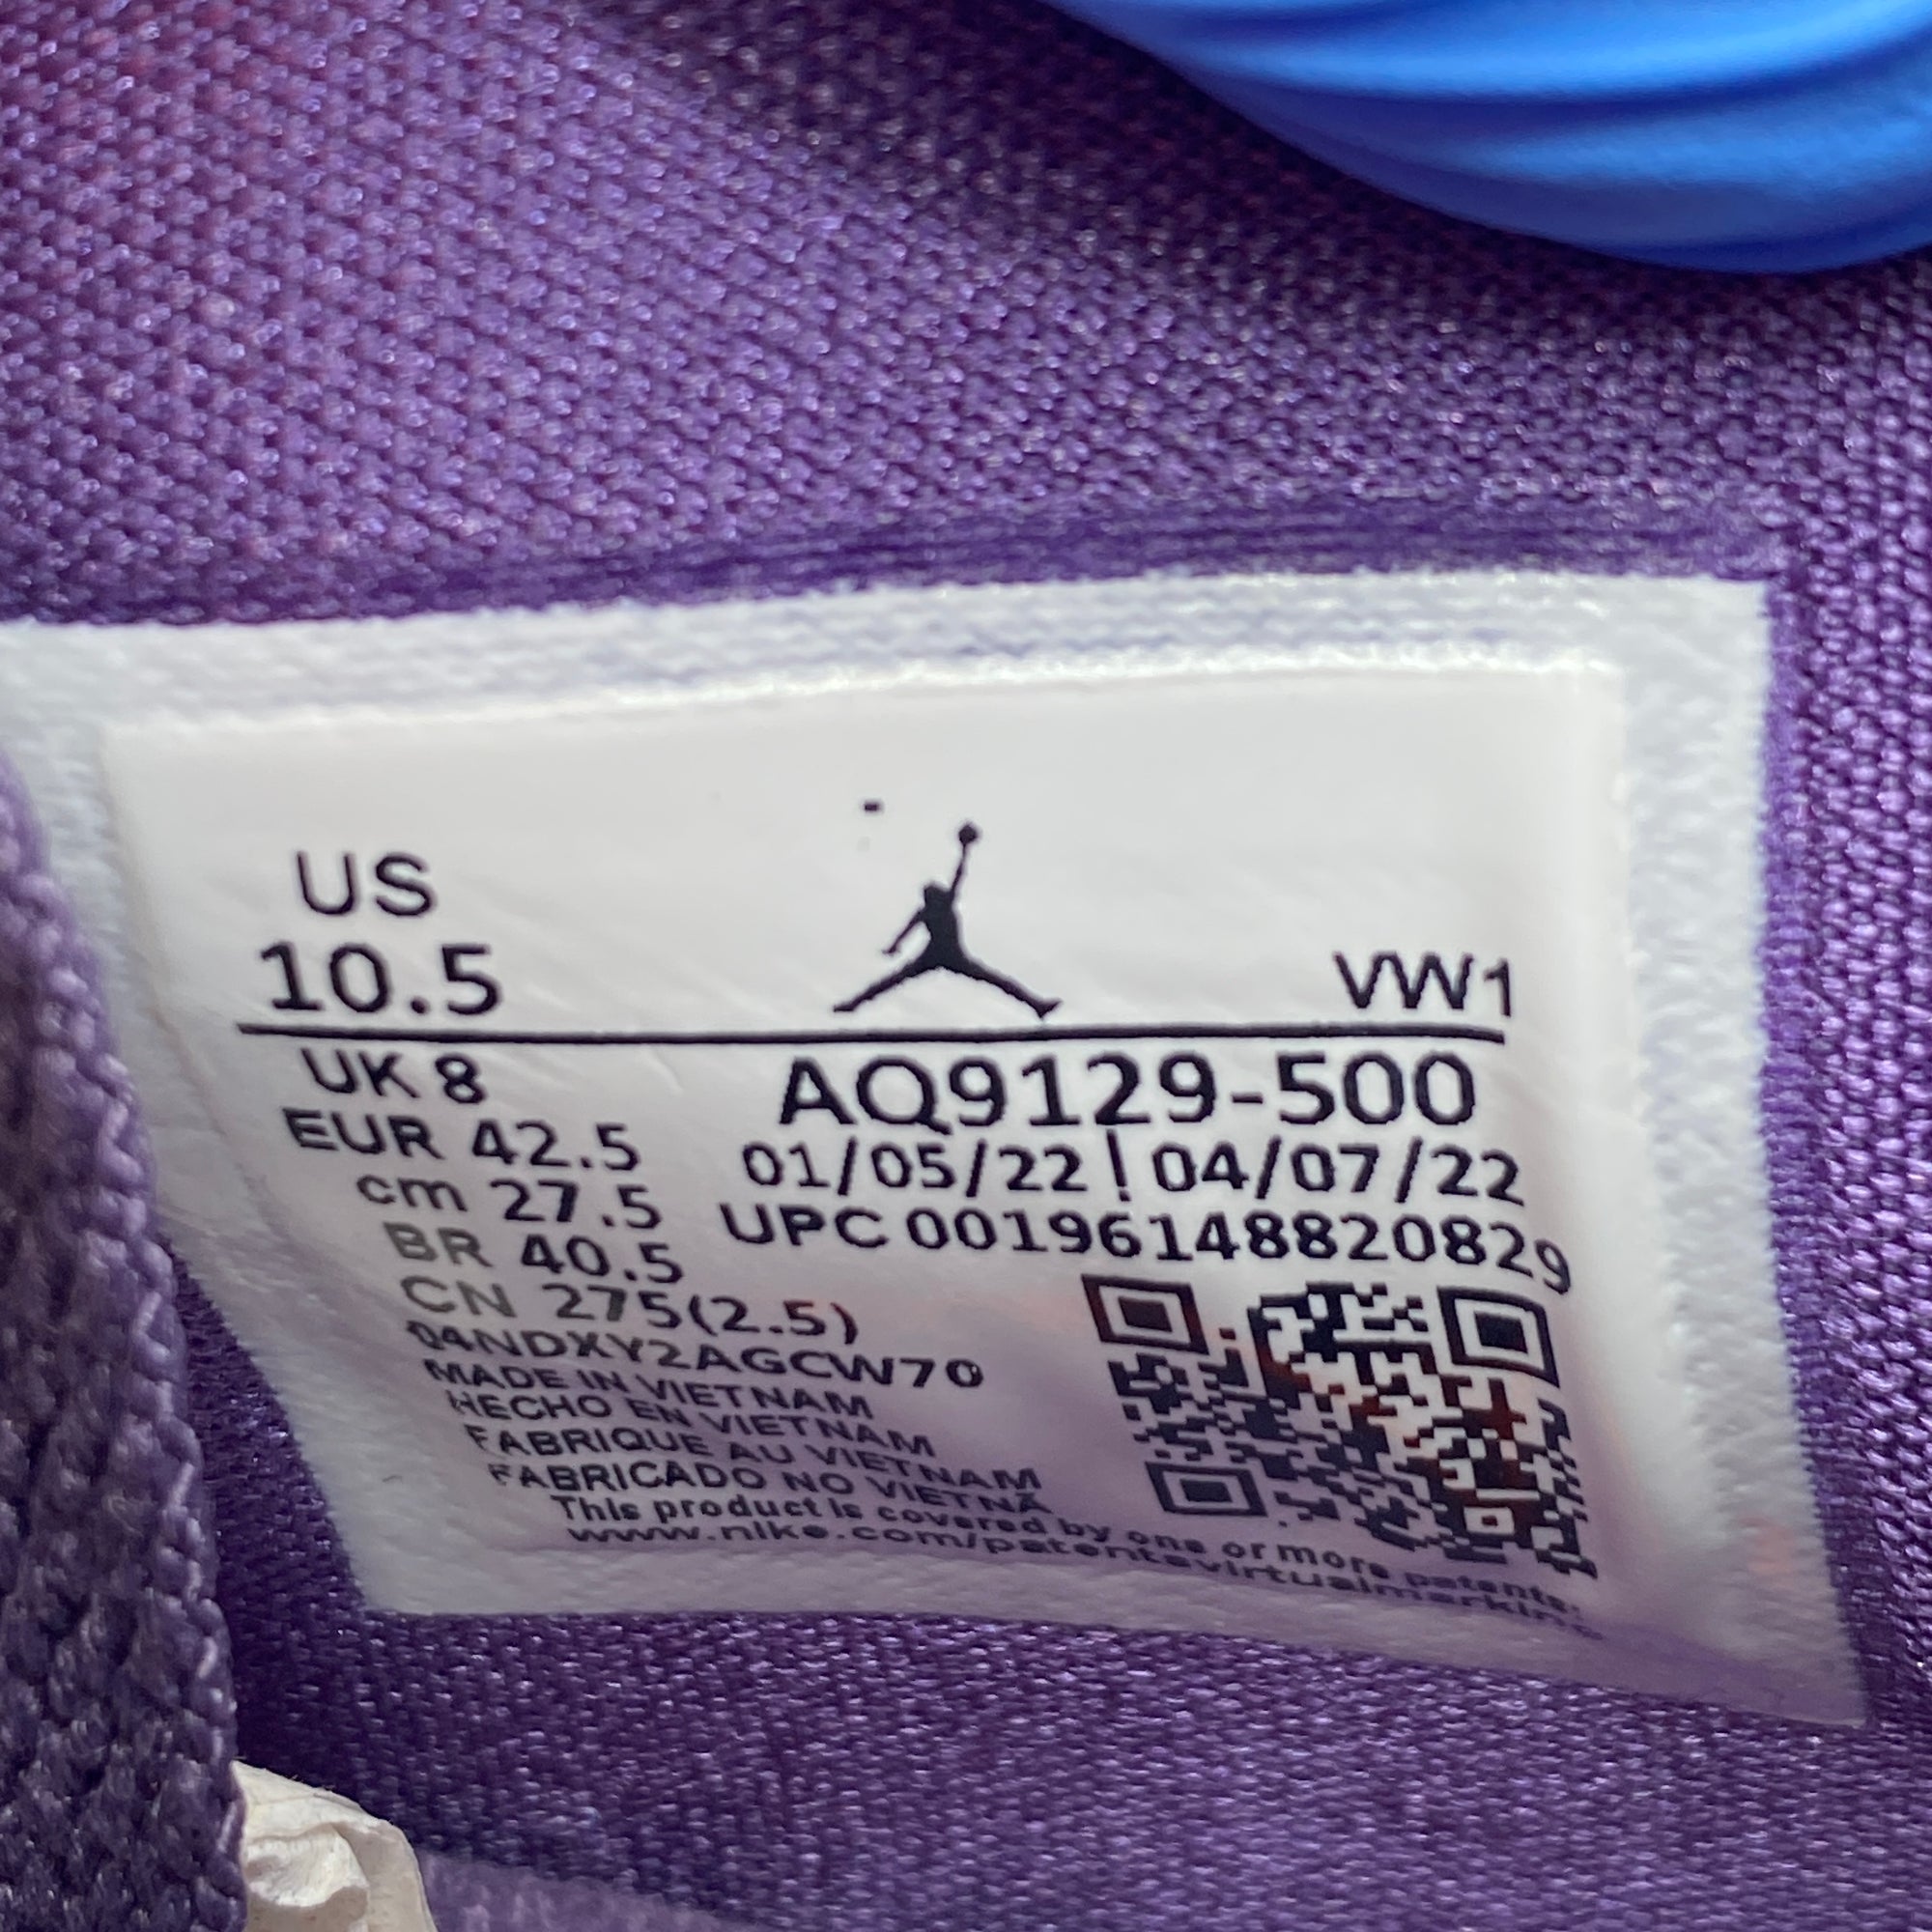 US
10.5
VW1
UK 8
AQ9129-500
EUR 42.5
01/05/22 | 04/07/22
cm 27.5
UPC 00196148820829
BR 40.5
CN 275(2.5)
04NDXY2AGCW70
MADE IN VIETNAM
HECHO EN VIETNAM
FABRIQUE AU VIETNAM
FABRICADO NO VIETNÃ
This product is covered by one or more patents.
www.nike.com/patentsvirtualmarking